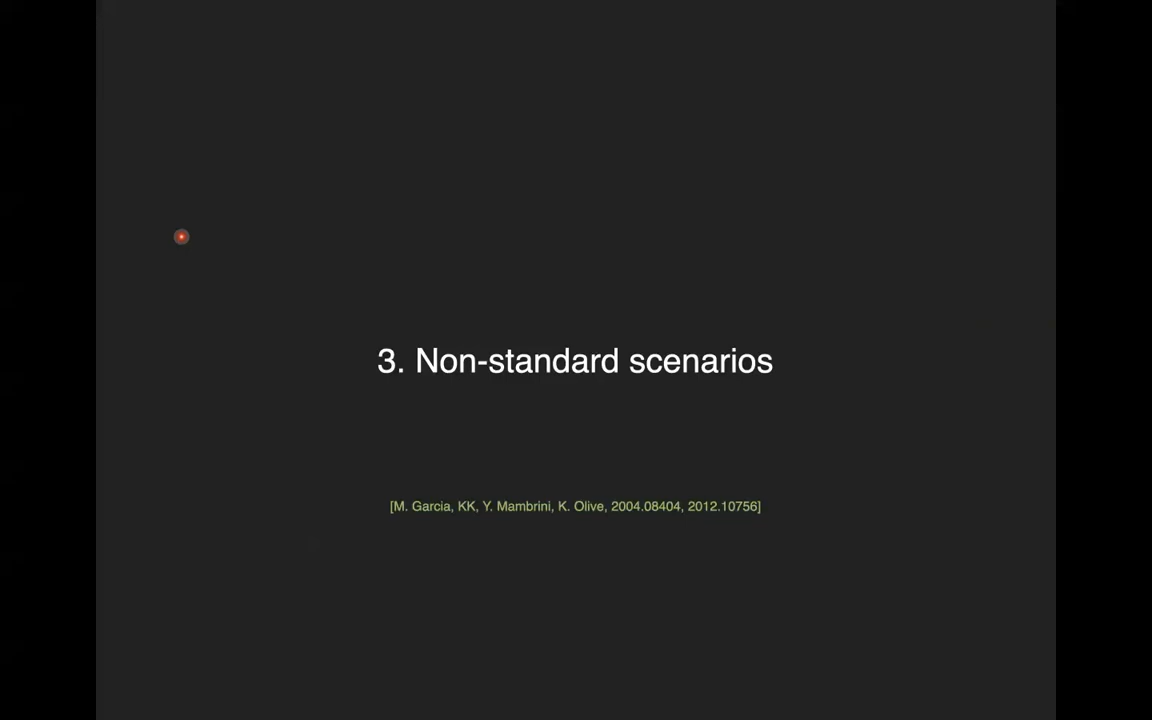 3. Non-standard scenarios
[M. Garcia, KK, Y. Mambrini, K. Olive, 2004.08404, 2012.10756]